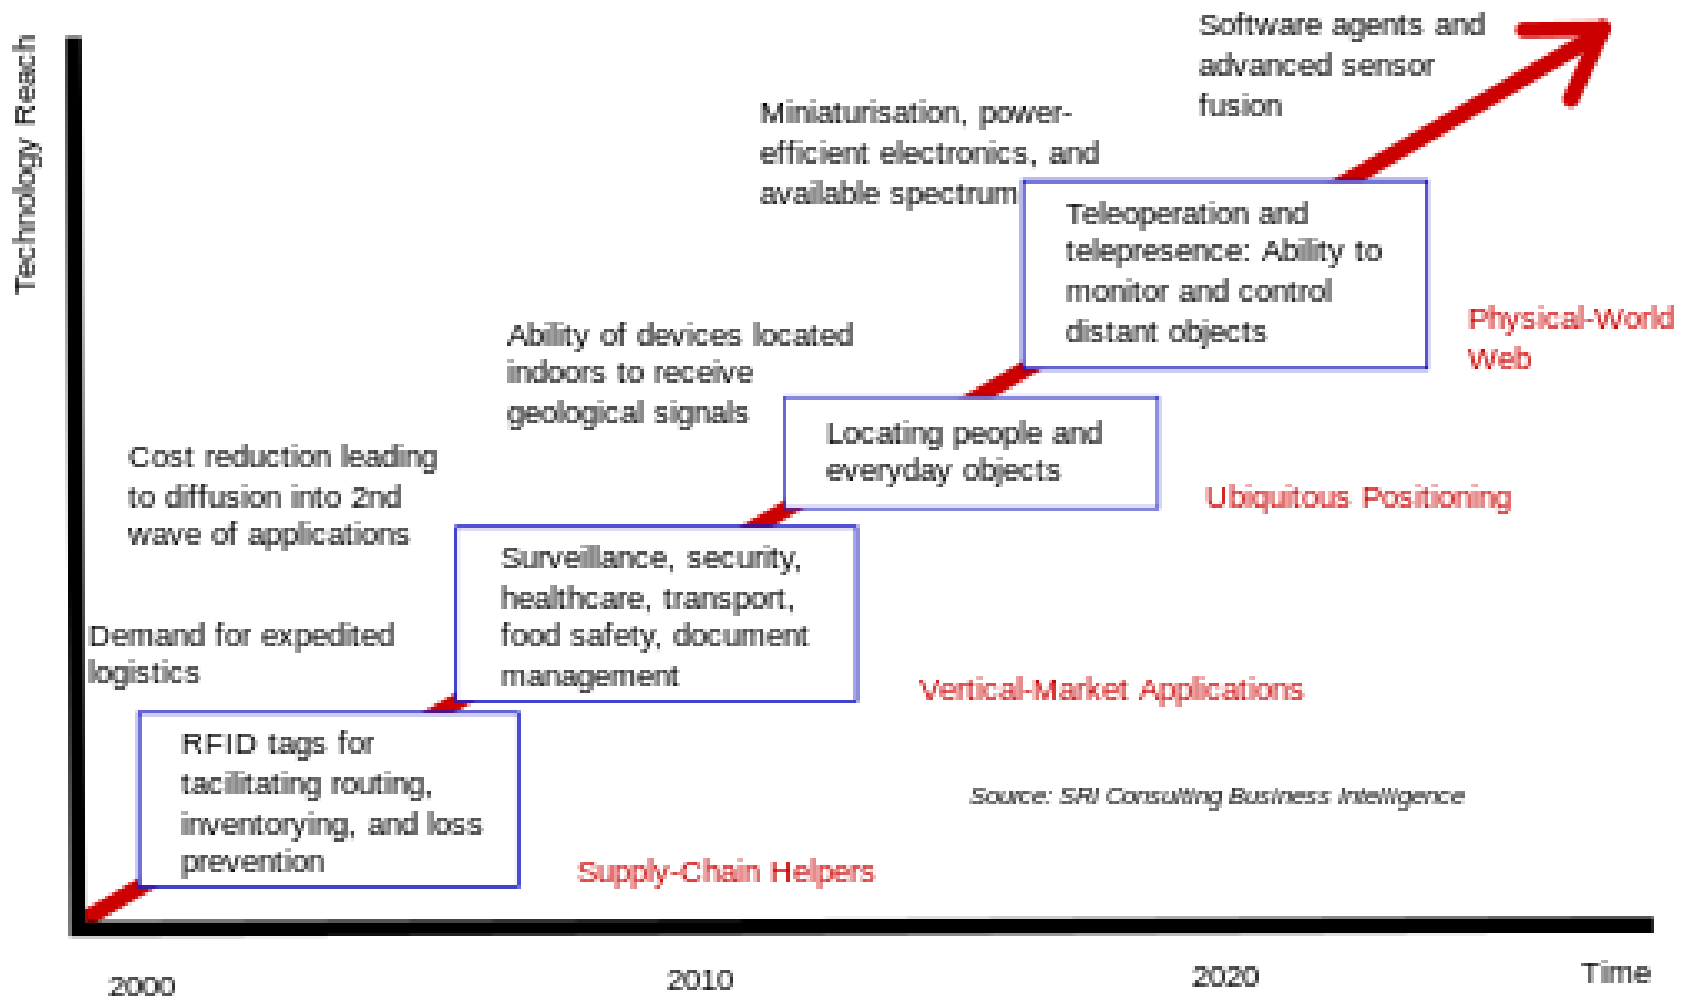 Technology Reach
Software agents and
advanced sensor
fusion
Miniaturisation, power-
efficient electronics, and
available spectrum
Teleoperation and
telepresence: Ability to
monitor and control
distant objects
Physical-World
Web
Ability of devices located
indoors to receive
geological signals
Locating people and
everyday objects
Ubiquitous Positioning
Cost reduction leading
to diffusion into 2nd
wave of applications
Surveillance, security,
healthcare, transport,
food safety, document
management
Vertical-Market Applications
Demand for expedited
logistics
RFID tags for
tacilitating routing,
inventorying, and loss
prevention
Supply-Chain Helpers
Source: SRI Consulting Business Intelligence
2000
2010
2020
Time